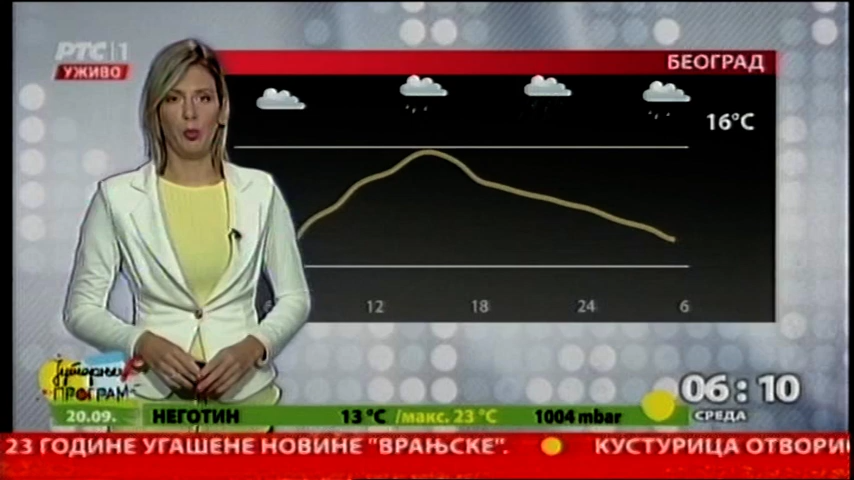 РТС 1
УЖИВО
БЕОГРАД
16°C
12 18 24 6
Јутарњи
ПРОГРАМ
06:10
СРЕДА
20.09. НЕГОТИН 13 °C /макс. 23 °C 1004 mbar
23 ГОДИНЕ УГАШЕНЕ НОВИНЕ "ВРАЊСКЕ". КУСТУРИЦА ОТВОРИ